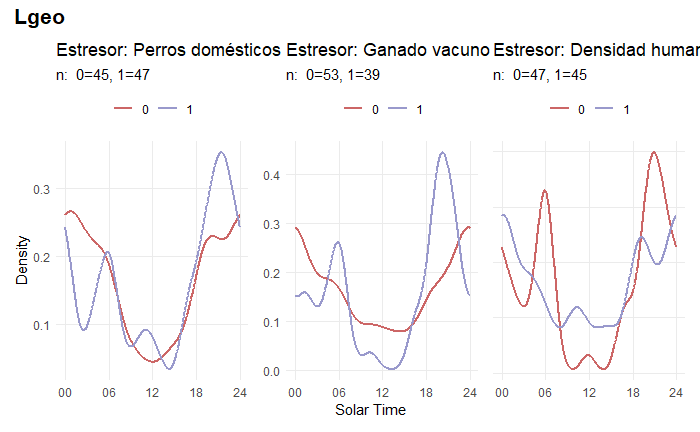 Lgeo
Estresor: Perros domésticos Estresor: Ganado vacuno Estresor: Densidad humar
n: 0=45, 1=47 n: 0=53, 1=39 n: 0=47, 1=45
0 1 0 1 0 1
Density
0.3
0.2
0.1
0.4
0.3
0.2
0.1
0.0
00 06 12 18 24 00 06 12 18 24 00 06 12 18 24
Solar Time